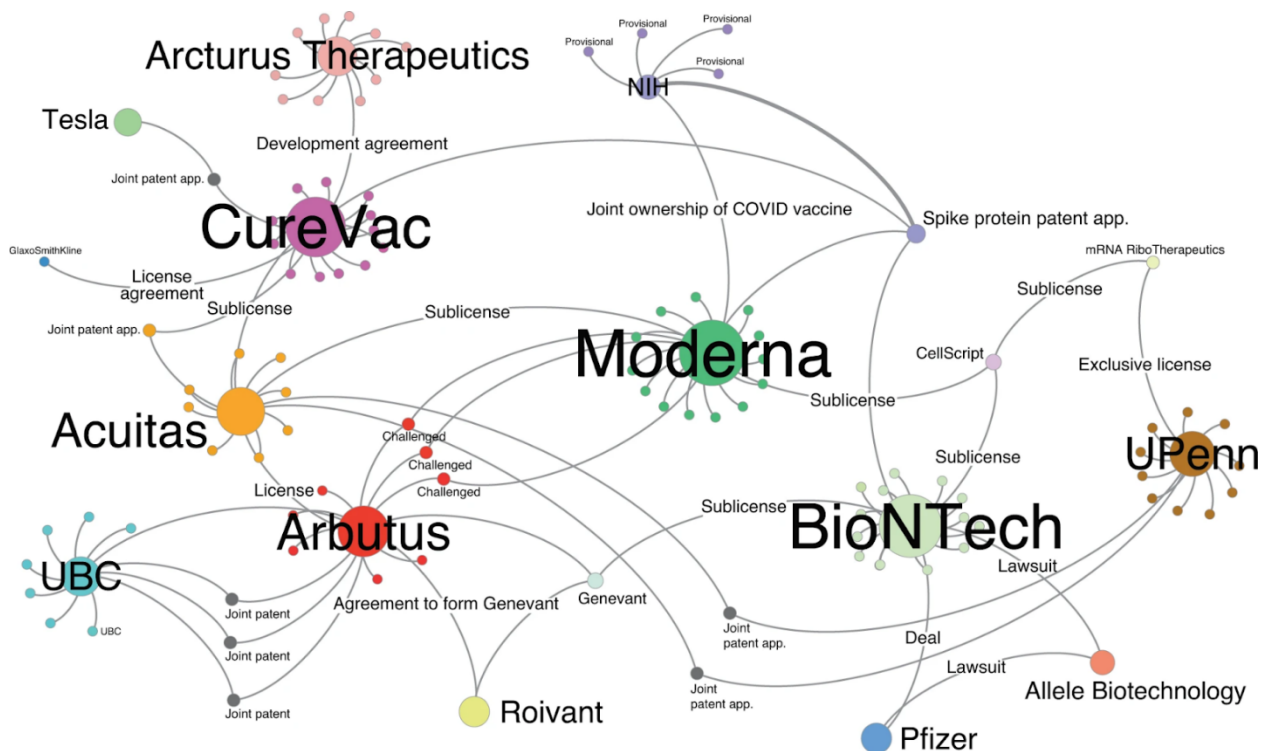 Provisional
Provisional
Provisional
Arcturus Therapeutics
Provisional
NIH
Tesla
Development agreement
Joint patent app.
CureVac
Joint ownership of COVID vaccine
Spike protein patent app.
GlaxoSmithKline
mRNA RiboTherapeutics
License
agreement
Sublicense
Sublicense
Sublicense
Joint patent app.
Moderna
CellScript
Exclusive license
Sublicense
Acuitas
Challenged
UPenn
Challenged
Sublicense
Challenged
License
Sublicense
Arbutus
BioNTech
Lawsuit
UBC
Agreement to form Genevant
Genevant
Joint patent
UBC
Joint
patent app.
Deal
Joint patent
Lawsuit
Joint
patent app.
Allele Biotechnology
Joint patent
Roivant
Pfizer